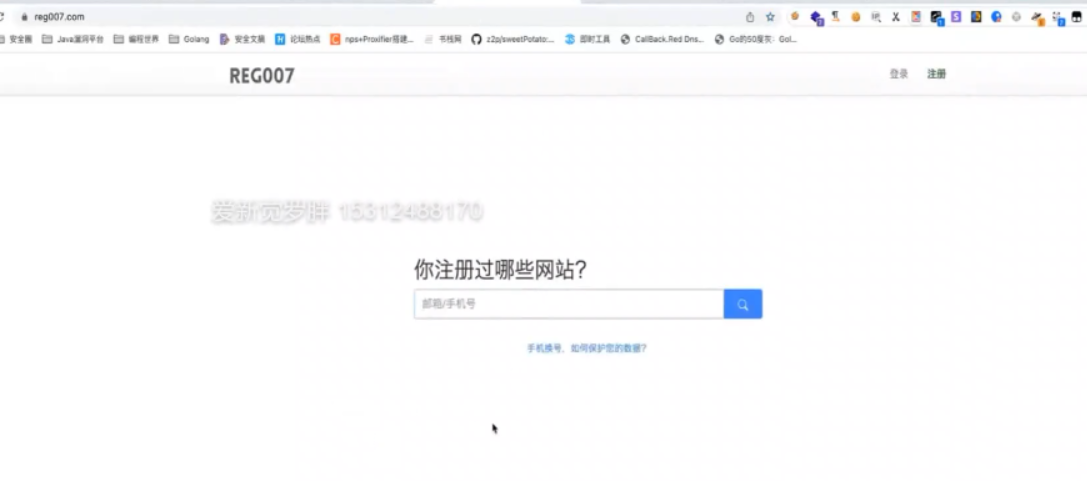 reg007.com
安全圈 Java漏洞平台 编程世界 Golang 安全文摘 论坛热点 nps+Proxifier搭建... 书栈网 z2p/sweetPotato:... 即时工具 CallBack.Red Dns... Go的50度灰：Gol...
REG007 登录 注册
爱新觉罗胖 15312488170
你注册过哪些网站?
邮箱/手机号
手机换号，如何保护您的数据?